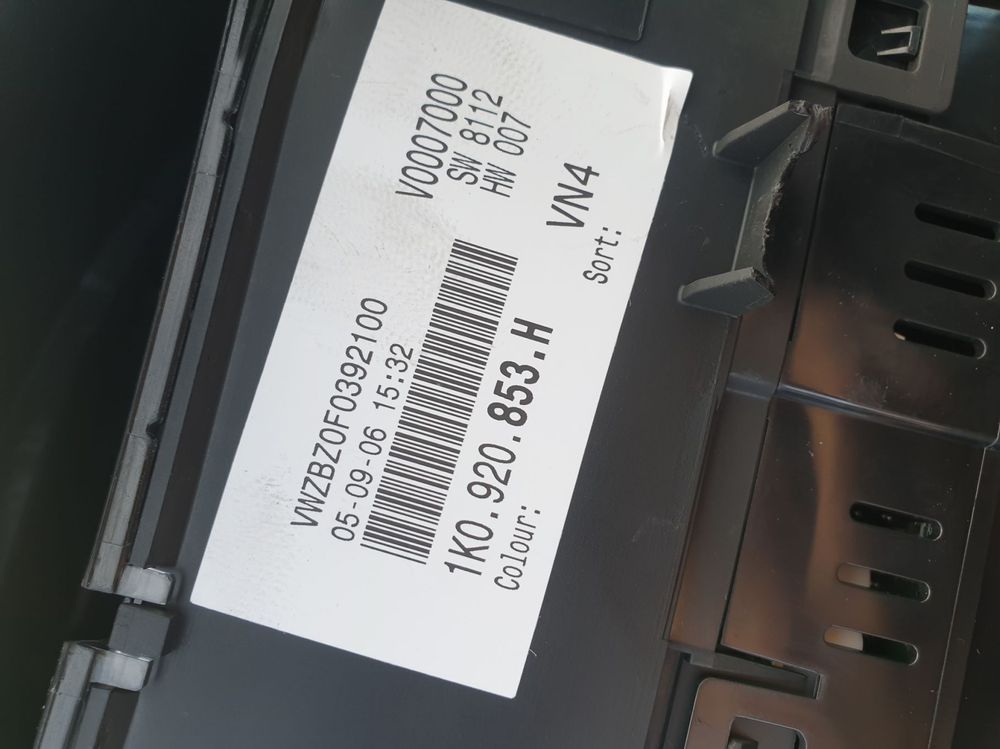 VWZBZ0F0392100
05-09-06 15:32
V0007000
SW 8112
HW 007
1K0.920.853.H
VN4
Colour:
Sort: